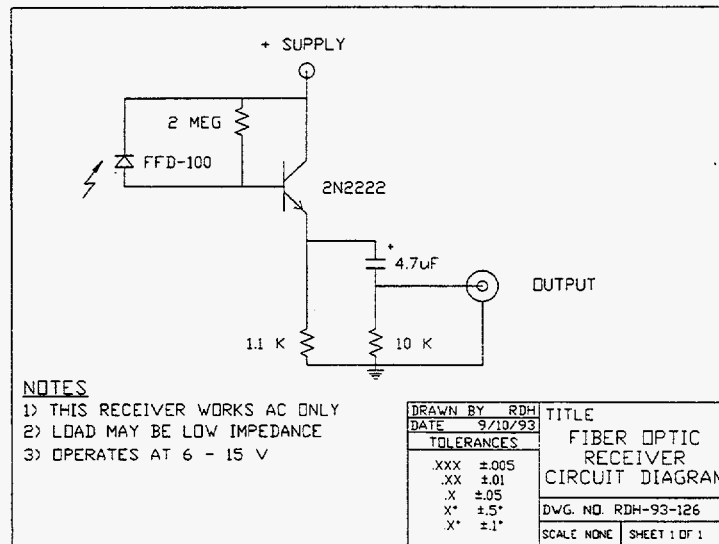 + SUPPLY
2 MEG
FFD-100
2N2222
+
4.7uF
OUTPUT
1.1 K
10 K
NOTES
1) THIS RECEIVER WORKS AC ONLY
2) LOAD MAY BE LOW IMPEDANCE
3) OPERATES AT 6 - 15 V
DRAWN BY RDH
DATE 9/10/93
TOLERANCES
.XXX ±.005
.XX ±.01
.X ±.05
X° ±.5°
X° ±.1°
TITLE
FIBER OPTIC
RECEIVER
CIRCUIT DIAGRAM
DWG. NO. RDH-93-126
SCALE NONE SHEET 1 OF 1